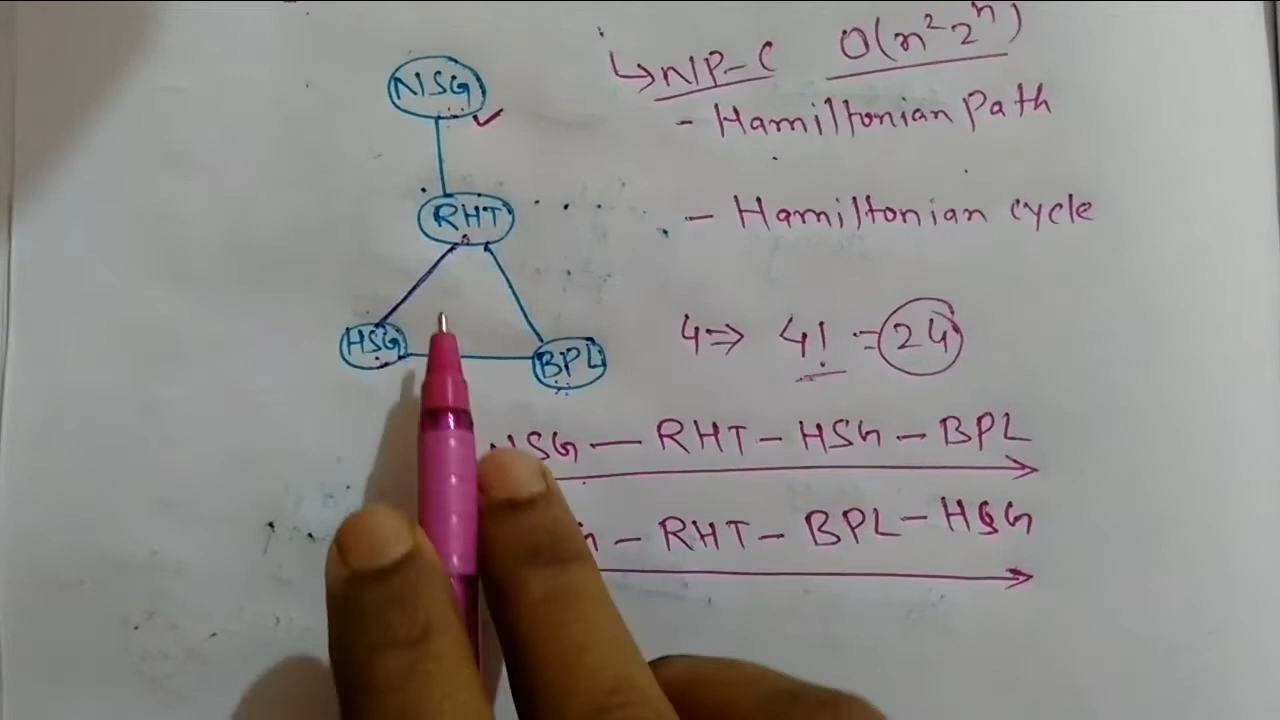 NSG
RHT
HSG
BPL
↳ NP-C O(n²2ⁿ)
- Hamiltonian Path
- Hamiltonian cycle
4 ⇒ 4! = 24
NSG — RHT - HSG - BPL
- RHT - BPL - HSG